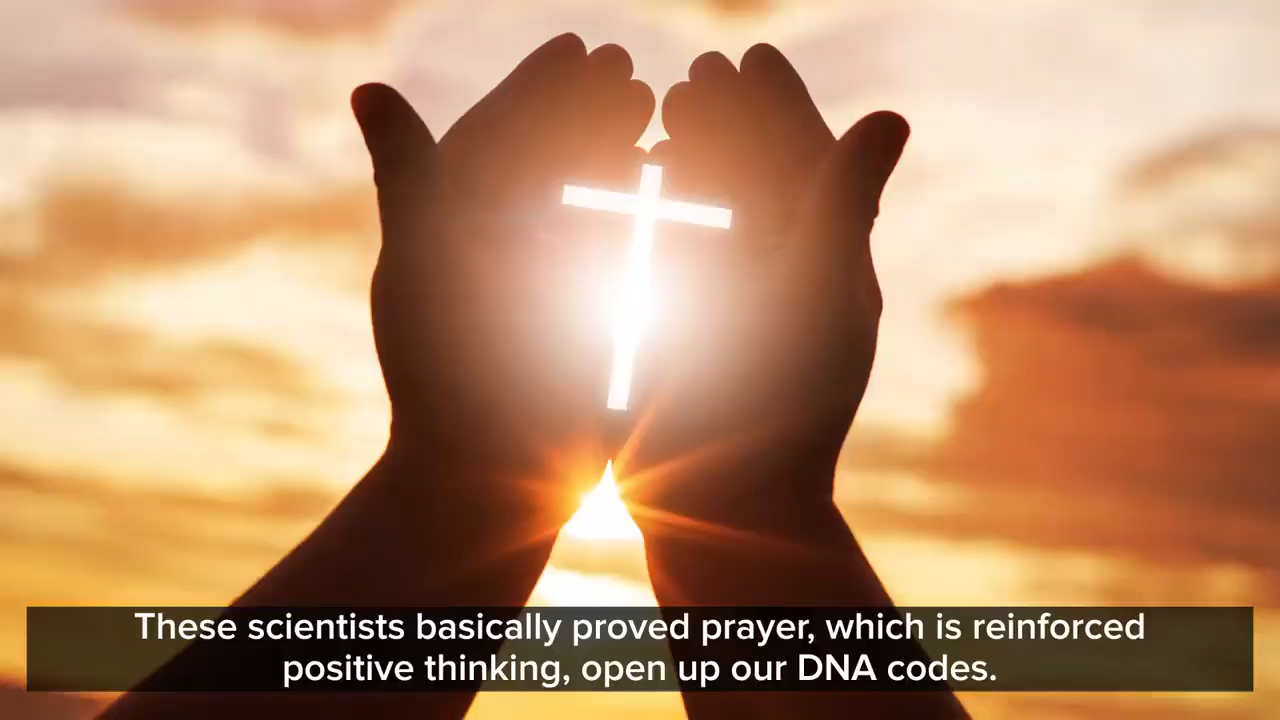 These scientists basically proved prayer, which is reinforced
positive thinking, open up our DNA codes.